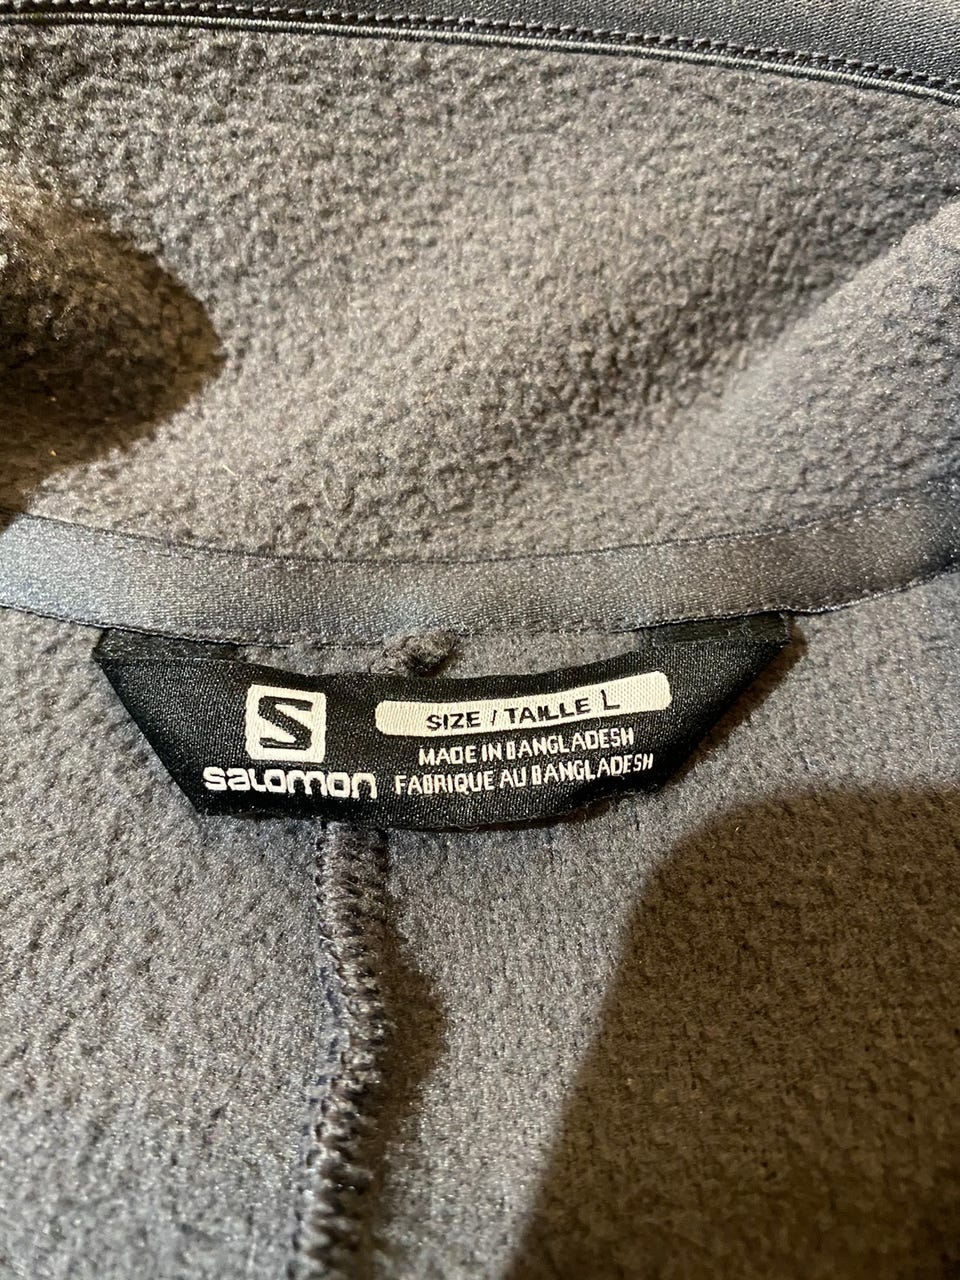 S
salomon
SIZE / TAILLE L
MADE IN BANGLADESH
FABRIQUE AU BANGLADESH